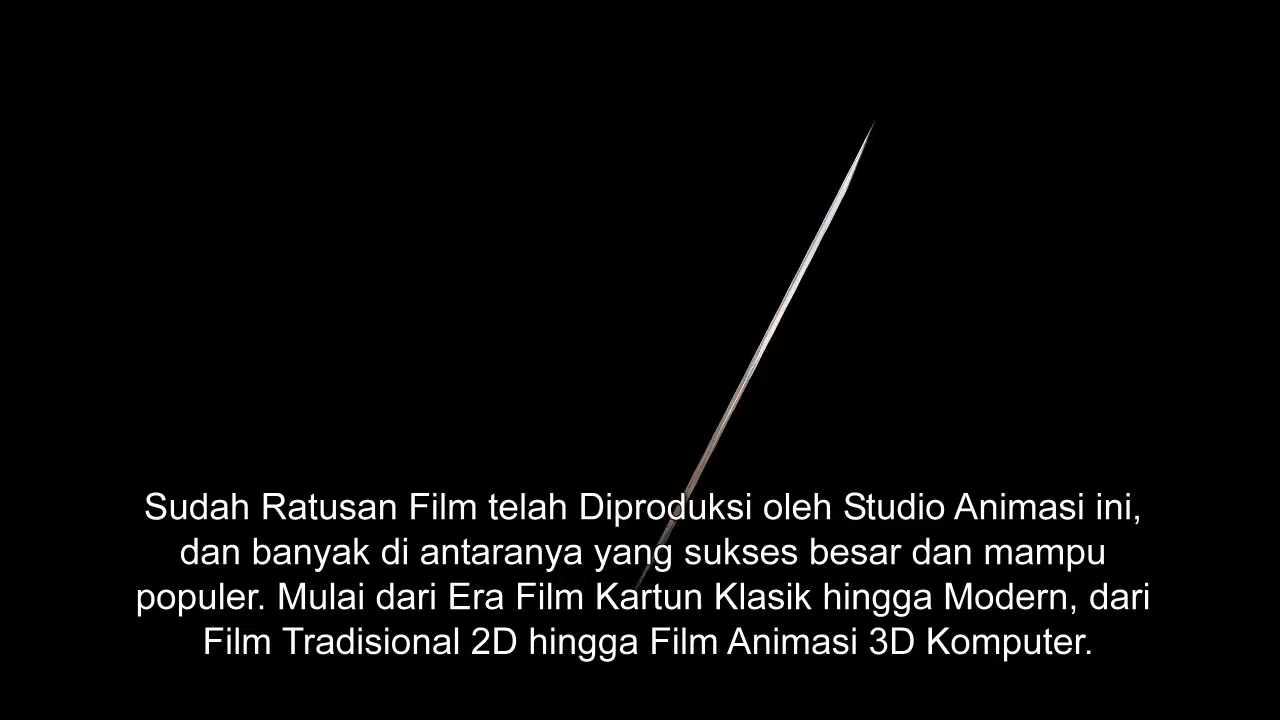 Sudah Ratusan Film telah Diproduksi oleh Studio Animasi ini,
dan banyak di antaranya yang sukses besar dan mampu
populer. Mulai dari Era Film Kartun Klasik hingga Modern, dari
Film Tradisional 2D hingga Film Animasi 3D Komputer.